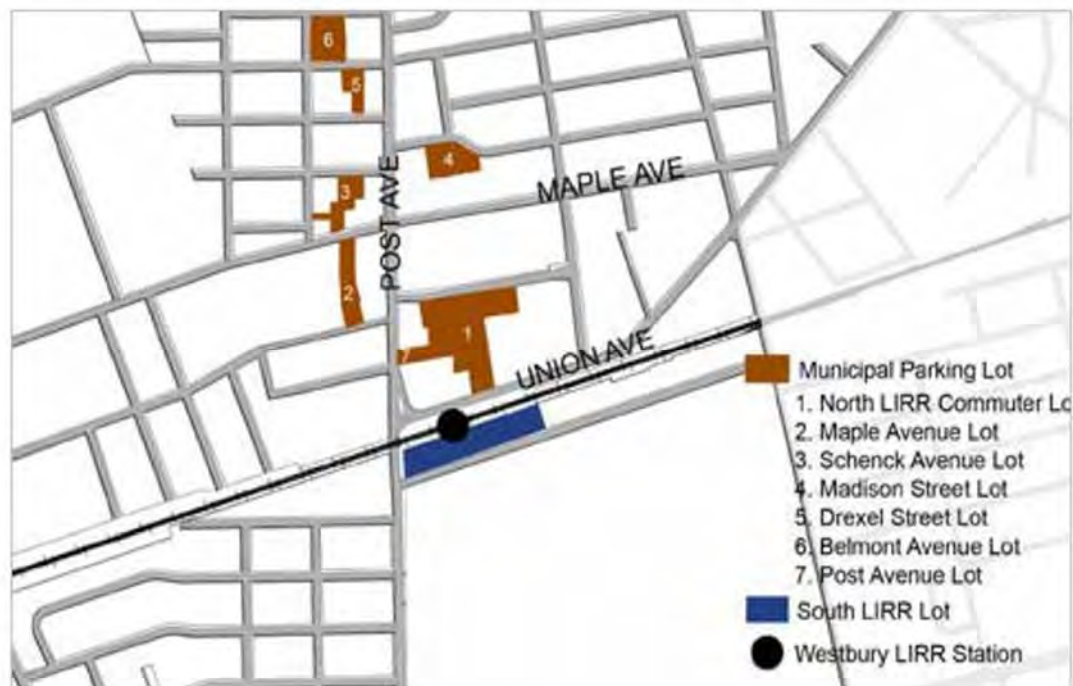 6
5
4
3
2
1
7
POST AVE
MAPLE AVE
UNION AVE
Municipal Parking Lot
1. North LIRR Commuter Lo
2. Maple Avenue Lot
3. Schenck Avenue Lot
4. Madison Street Lot
5. Drexel Street Lot
6. Belmont Avenue Lot
7. Post Avenue Lot
South LIRR Lot
Westbury LIRR Station